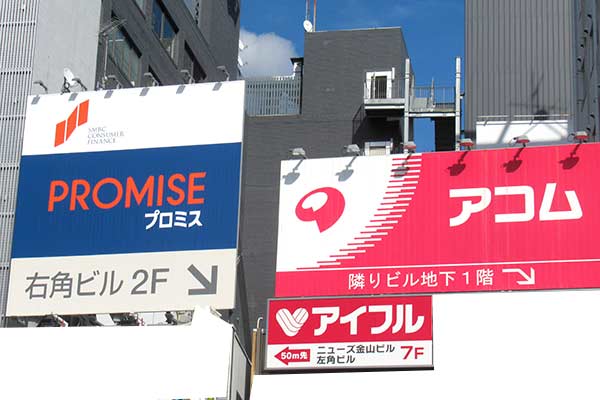 SMBC
CONSUMER
FINANCE
PROMISE
プロミス
右角ビル 2F
アコム
隣りビル地下1階
アイフル
50m先
ニューズ金山ビル
左角ビル
7F